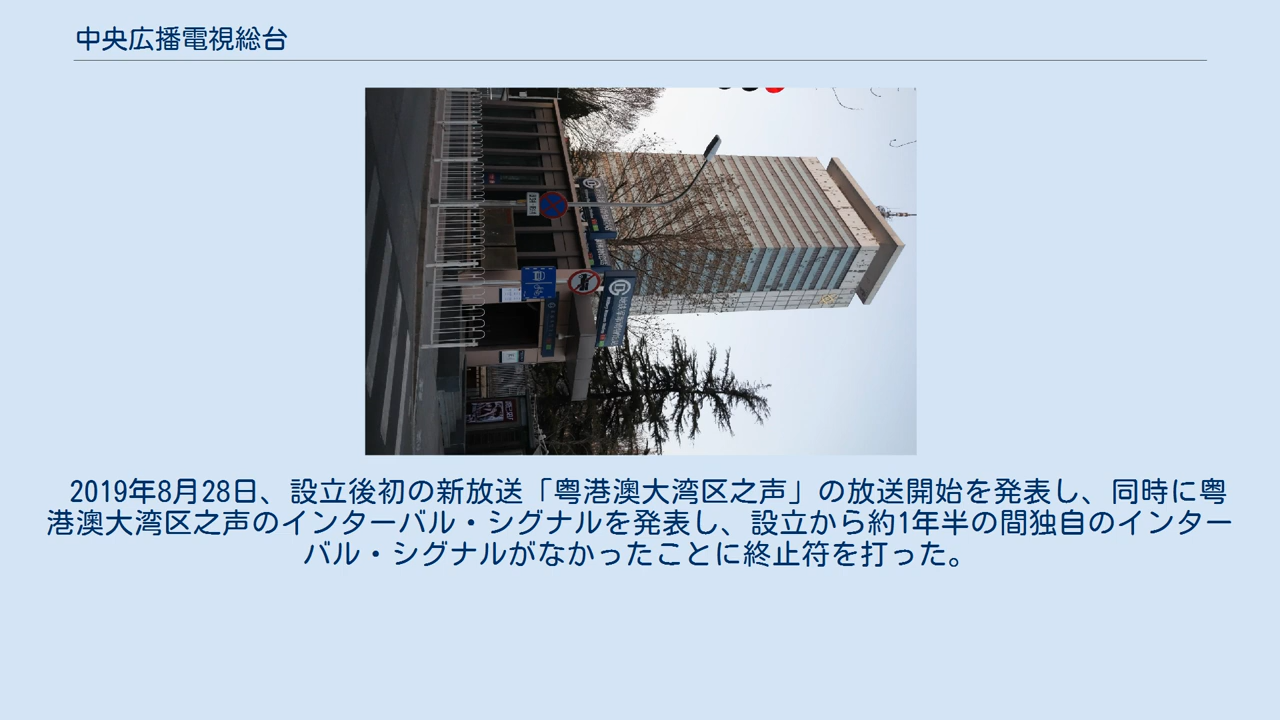 中央広播電視総台
2019年8月28日、設立後初の新放送「粤港澳大湾区之声」の放送開始を発表し、同時に粤
港澳大湾区之声のインターバル・シグナルを発表し、設立から約1年半の間独自のインター
バル・シグナルがなかったことに終止符を打った。